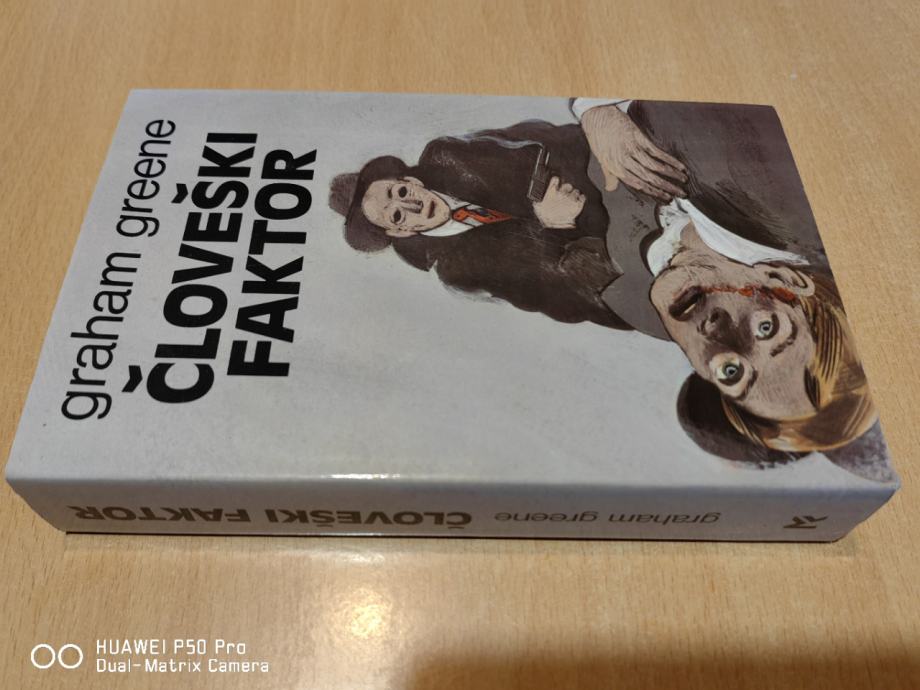 graham greene
ČLOVEŠKI
FAKTOR
ČLOVEŠKI FAKTOR
graham greene
HUAWEI P50 Pro
Dual-Matrix Camera